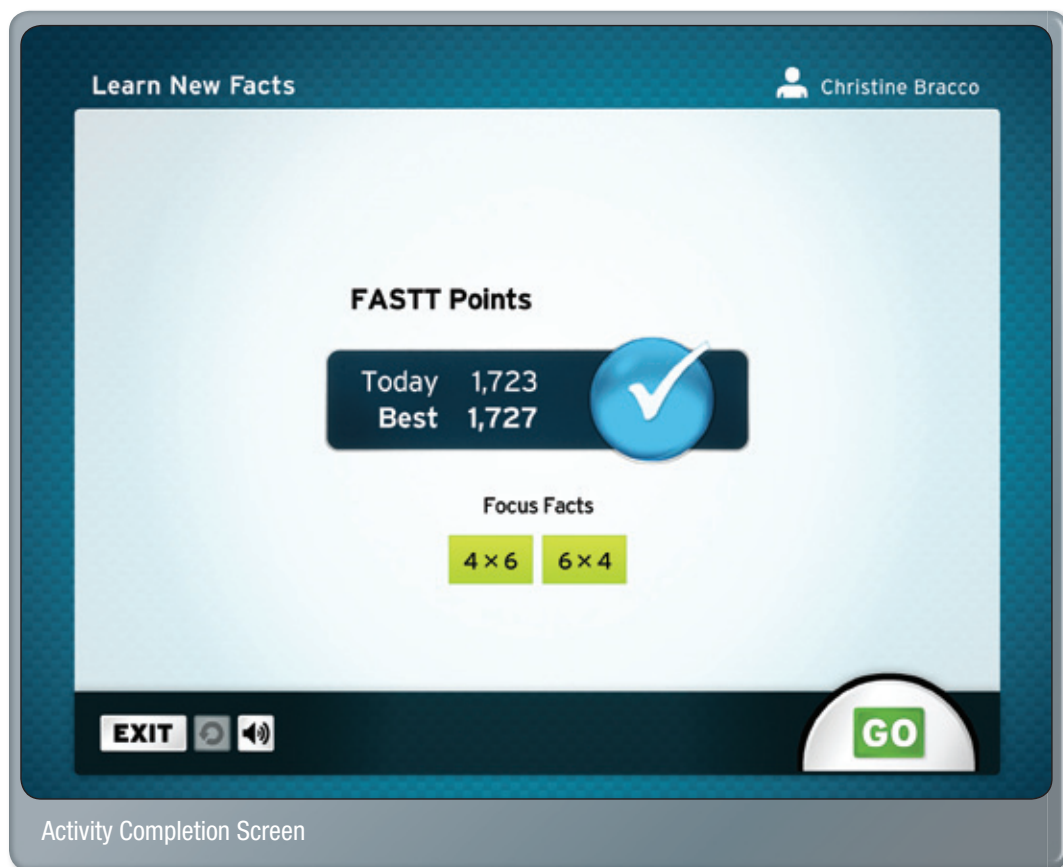 Learn New Facts
Christine Bracco
FASTT Points
Today 1,723
Best 1,727
Focus Facts
4 × 6 6 × 4
EXIT
GO
Activity Completion Screen